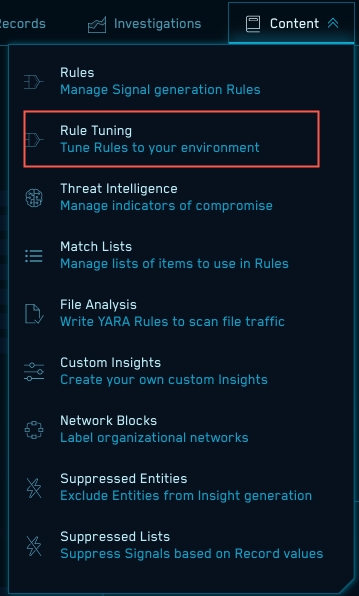 Records
Investigations
Content
Rules
Manage Signal generation Rules
Rule Tuning
Tune Rules to your environment
Threat Intelligence
Manage indicators of compromise
Match Lists
Manage lists of items to use in Rules
File Analysis
Write YARA Rules to scan file traffic
Custom Insights
Create your own custom Insights
Network Blocks
Label organizational networks
Suppressed Entities
Exclude Entities from Insight generation
Suppressed Lists
Suppress Signals based on Record values